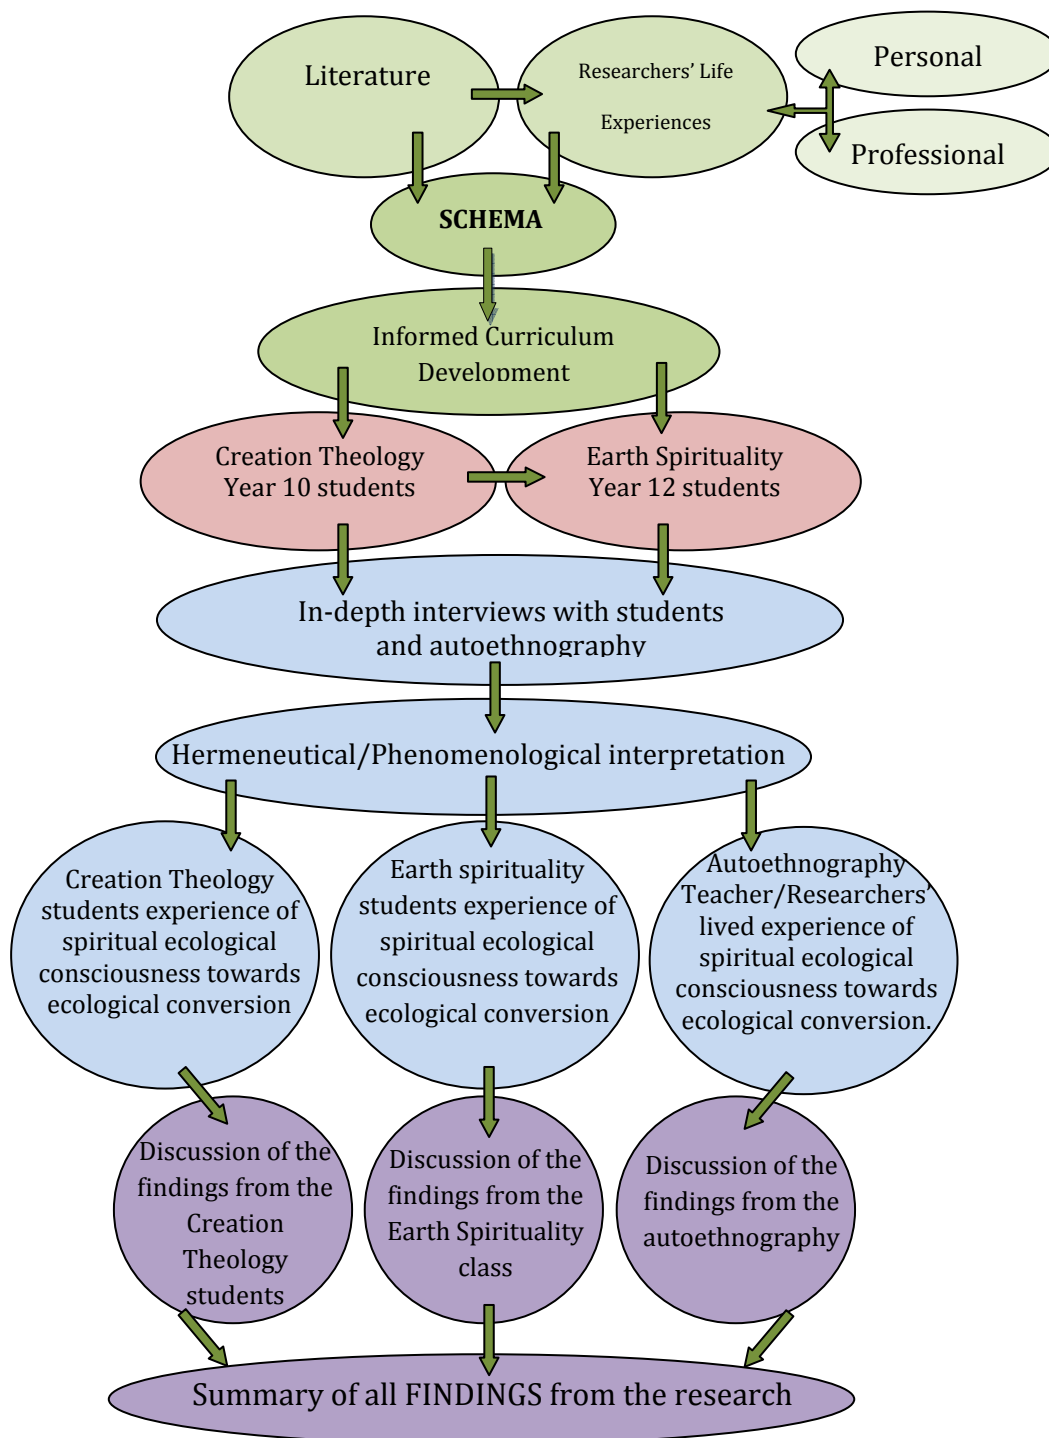 Literature
Researchers’ Life
Experiences
Personal
Professional
SCHEMA
Informed Curriculum
Development
Creation Theology
Year 10 students
Earth Spirituality
Year 12 students
In-depth interviews with students
and autoethnography
Hermeneutical/Phenomenological interpretation
Creation Theology
students experience of
spiritual ecological
consciousness towards
ecological conversion
Earth spirituality
students experience of
spiritual ecological
consciousness towards
ecological conversion
Autoethnography
Teacher/Researchers’
lived experience of
spiritual ecological
consciousness towards
ecological conversion.
Discussion of the
findings from the
Creation
Theology
students
Discussion of the
findings from the
Earth Spirituality
class
Discussion of the
findings from the
autoethnography
Summary of all FINDINGS from the research